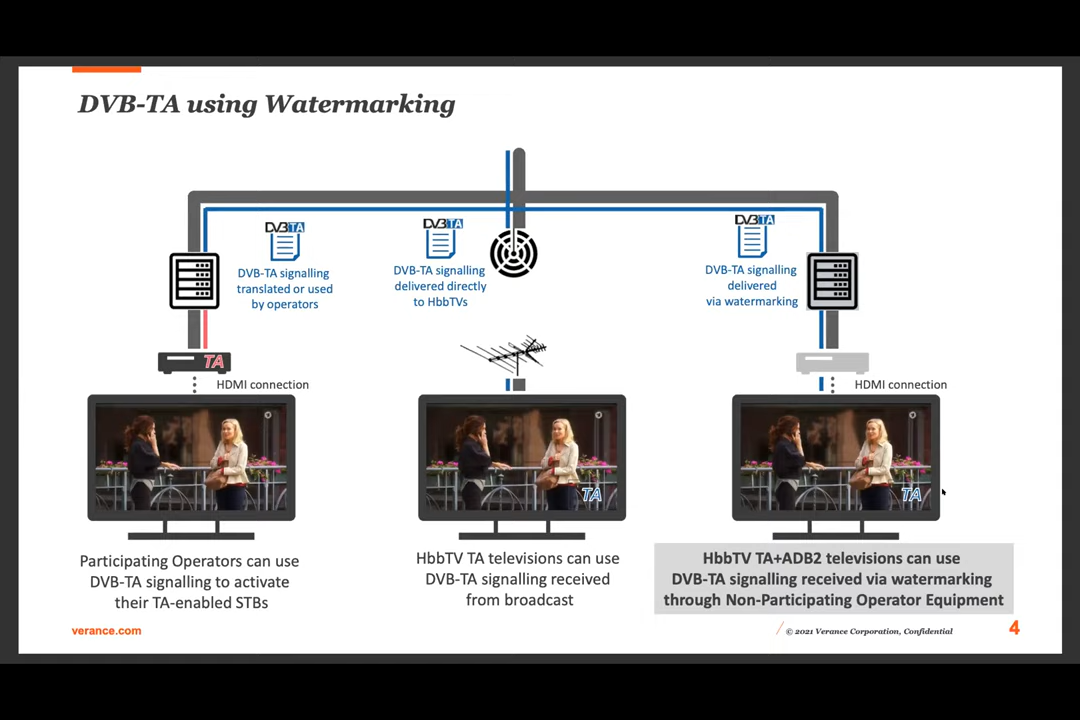 DVB-TA using Watermarking
DVB TA
DVB-TA signalling
translated or used
by operators
DVB TA
DVB-TA signalling
delivered directly
to HbbTVs
DVB TA
DVB-TA signalling
delivered
via watermarking
TA
HDMI connection
HDMI connection
TA
TA
Participating Operators can use
DVB-TA signalling to activate
their TA-enabled STBs
HbbTV TA televisions can use
DVB-TA signalling received
from broadcast
HbbTV TA+ADB2 televisions can use
DVB-TA signalling received via watermarking
through Non-Participating Operator Equipment
verance.com
© 2021 Verance Corporation, Confidential
4